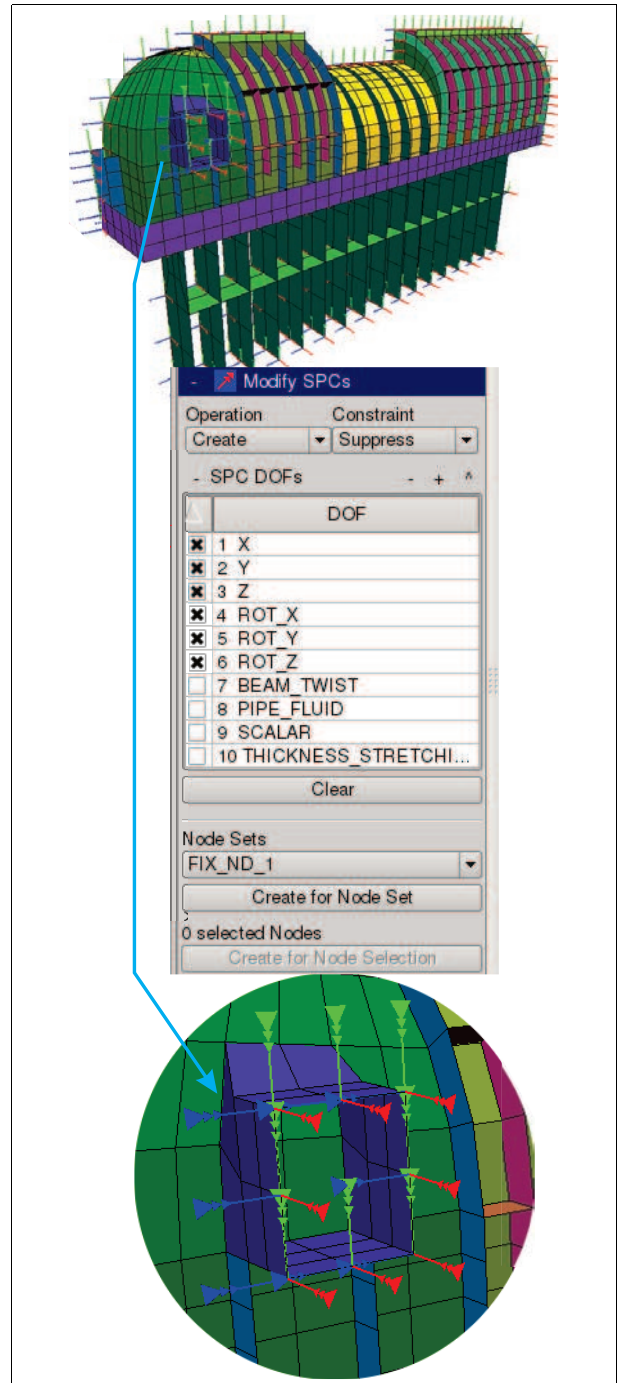 - Modify SPCs
Operation Constraint
Create Suppress
- SPC DOFs - + ^
DOF
1 X
2 Y
3 Z
4 ROT_X
5 ROT_Y
6 ROT_Z
7 BEAM_TWIST
8 PIPE_FLUID
9 SCALAR
10 THICKNESS_STRETCHI...
Clear
Node Sets
FIX_ND_1
Create for Node Set
0 selected Nodes
Create for Node Selection